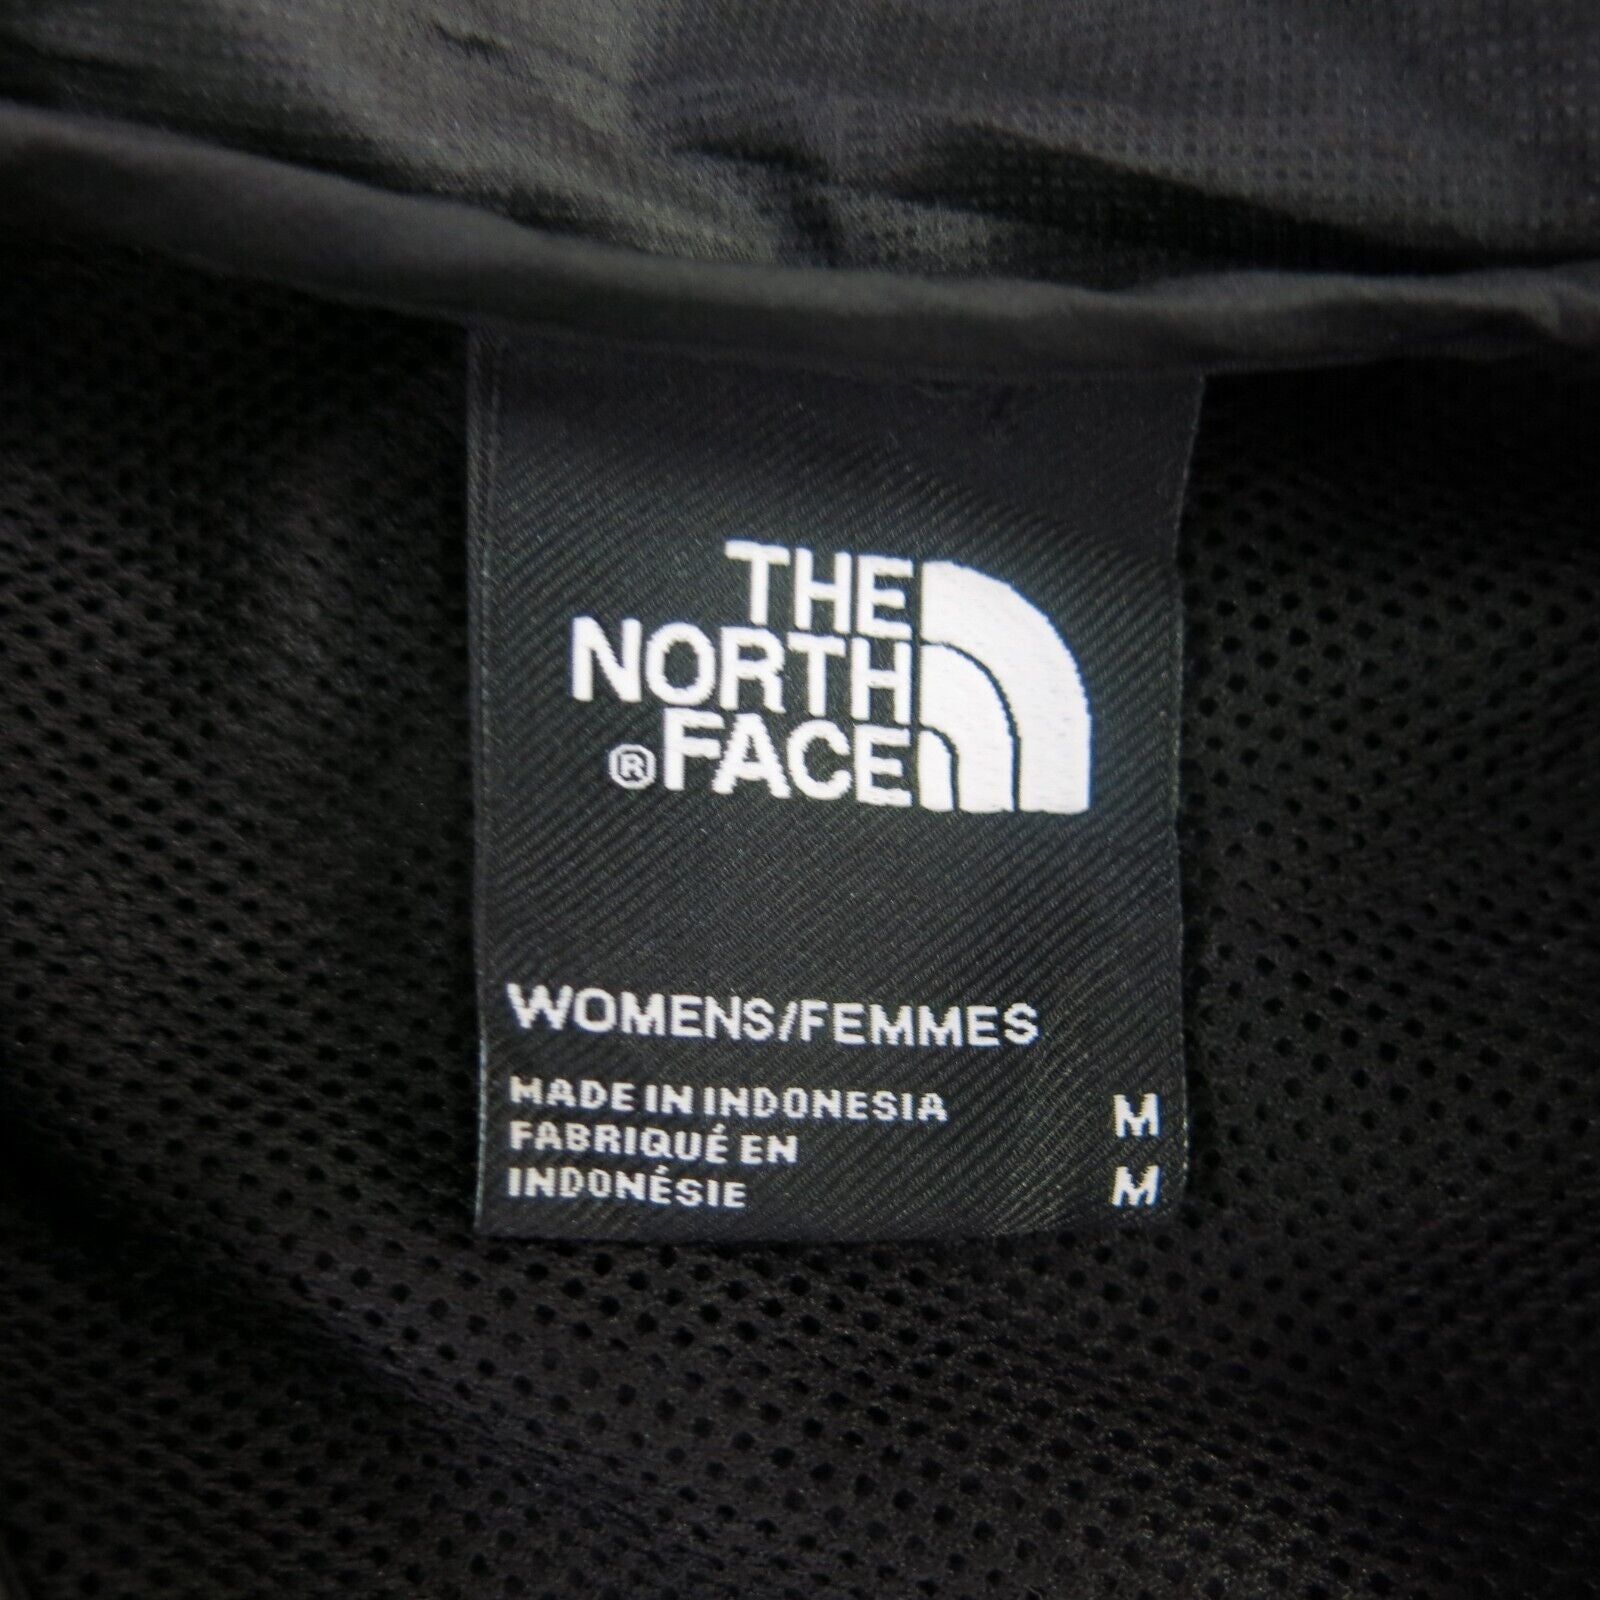 THE
NORTH
®FACE
WOMENS/FEMMES
MADE IN INDONESIA M
FABRIQUÉ EN
INDONÉSIE M